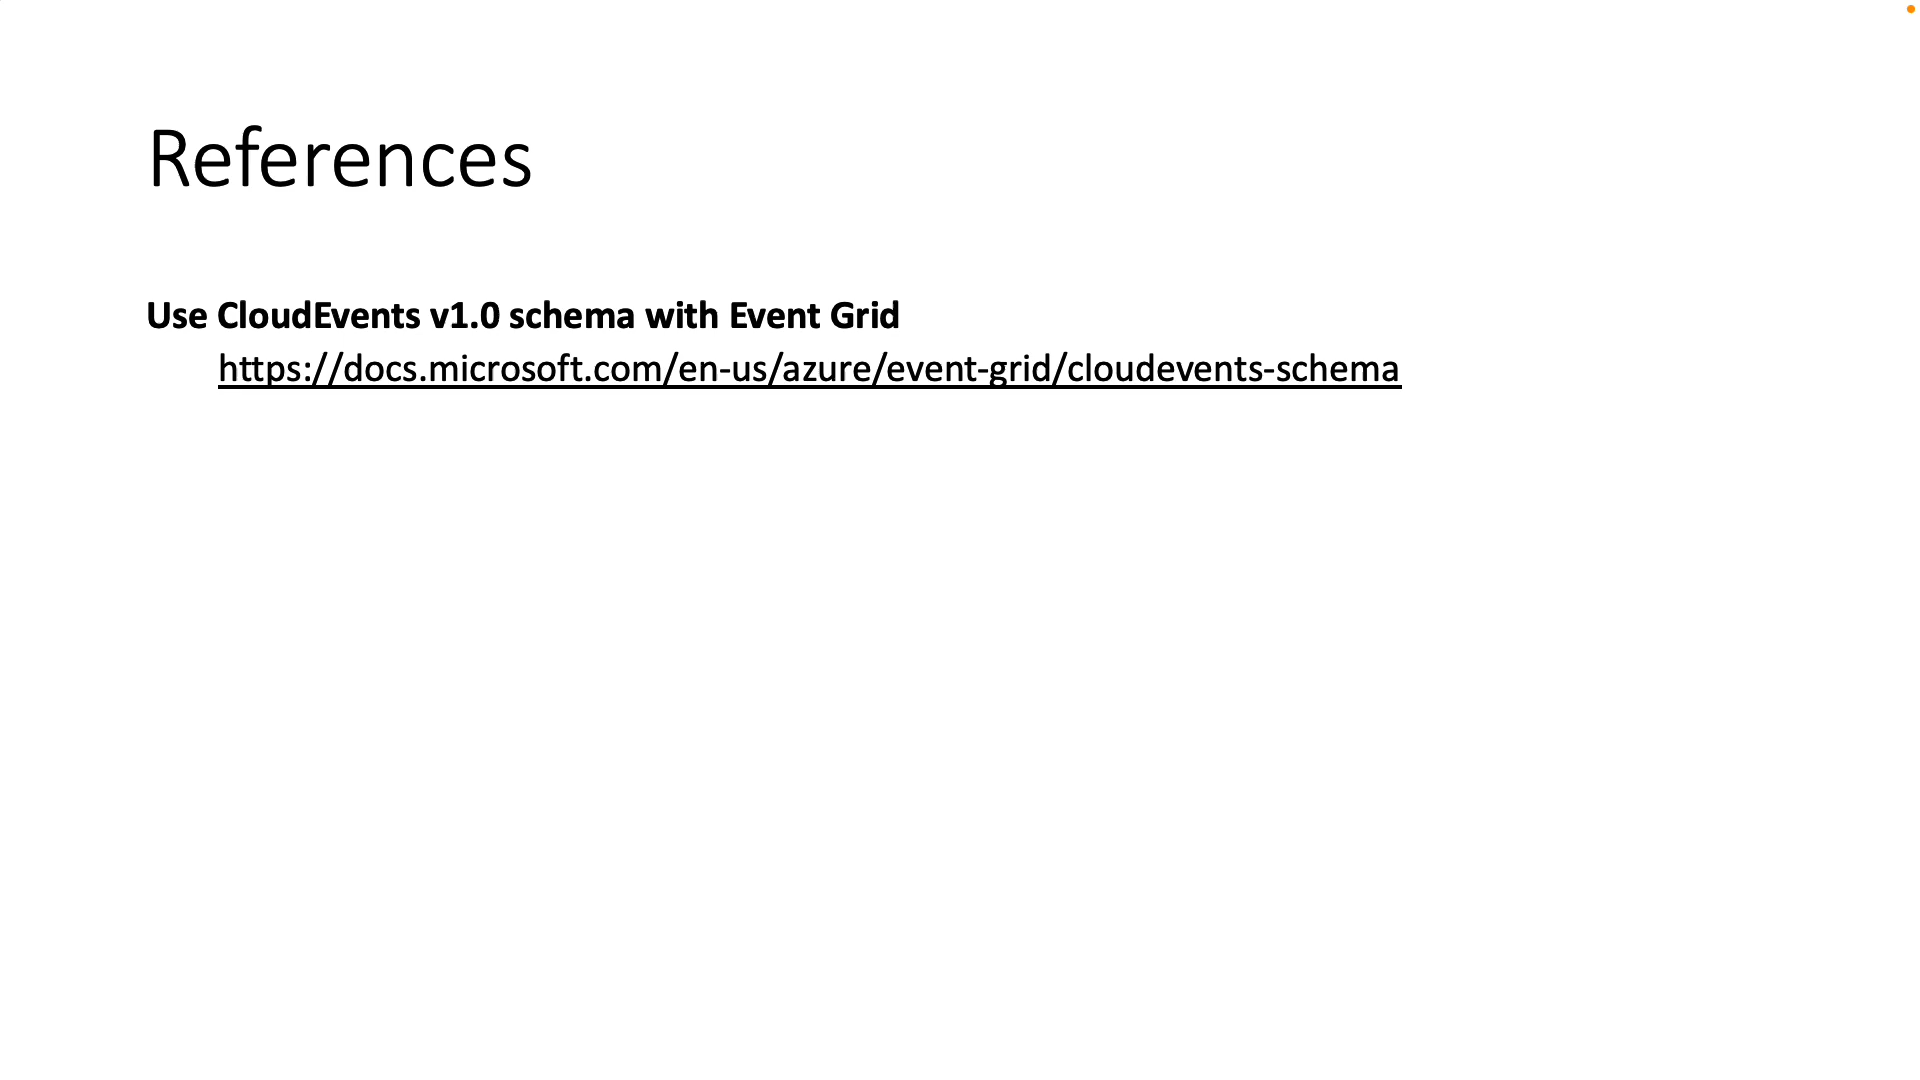 References
Use CloudEvents v1.0 schema with Event Grid
https://docs.microsoft.com/en-us/azure/event-grid/cloudevents-schema